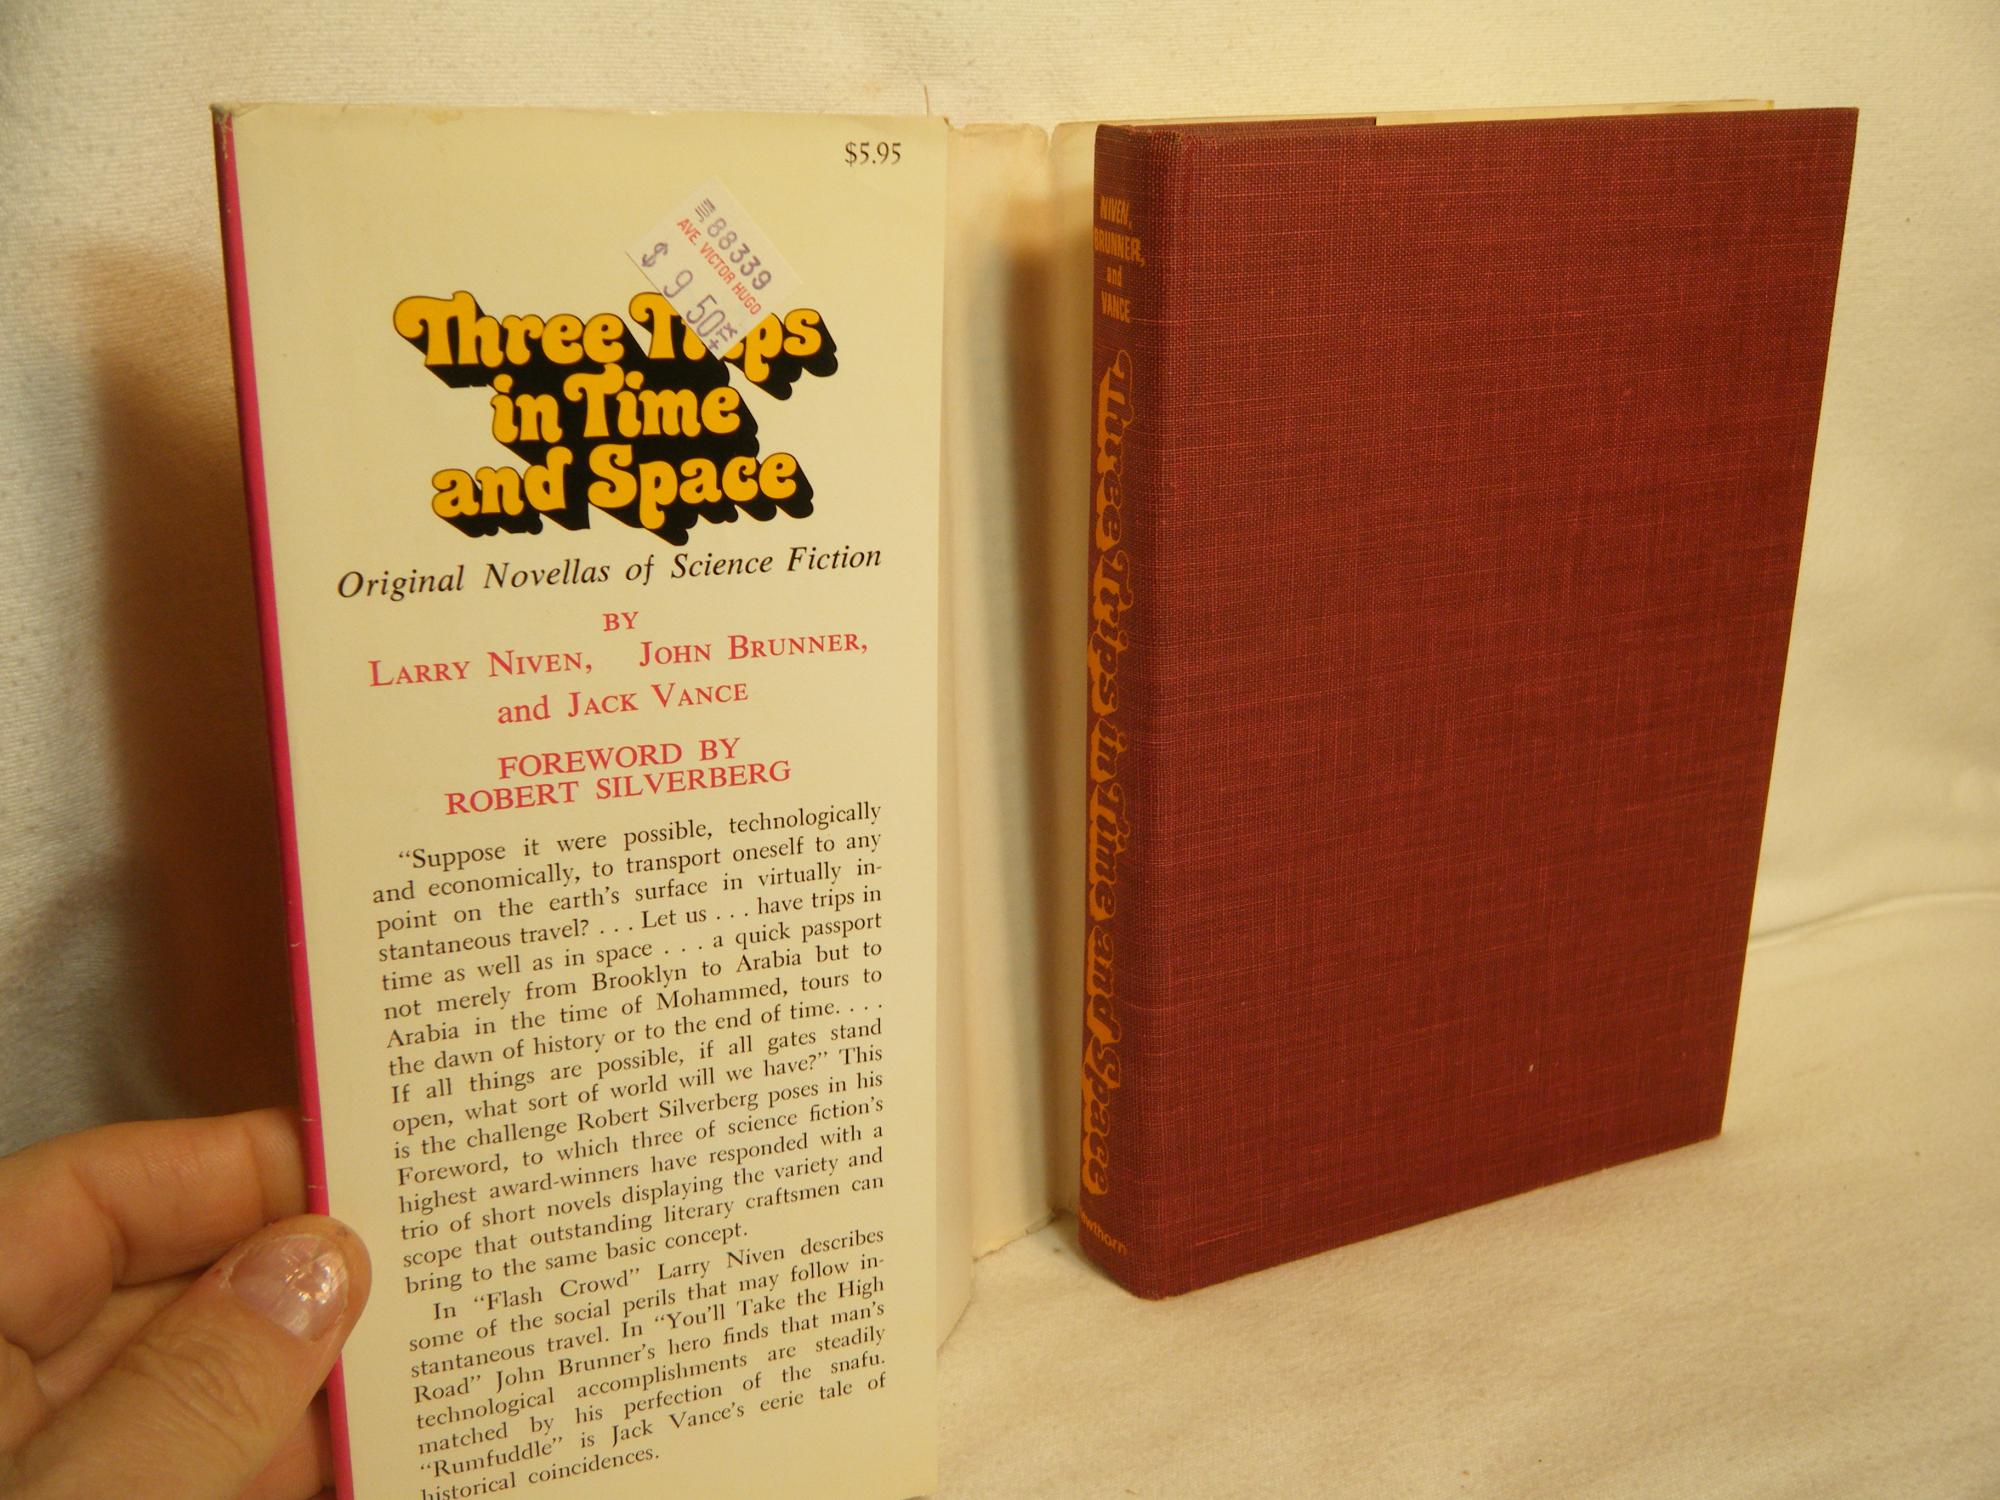 $5.95
88339
AVE. VICTOR HUGO
$ 9 50
Three Trips
in Time
and Space
Original Novellas of Science Fiction
BY
LARRY NIVEN, JOHN BRUNNER,
and JACK VANCE
FOREWORD BY
ROBERT SILVERBERG
“Suppose it were possible, technologically
and economically, to transport oneself to any
point on the earth’s surface in virtually in-
stantaneous travel? . . . Let us . . . have trips in
time as well as in space . . . a quick passport
not merely from Brooklyn to Arabia but to
Arabia in the time of Mohammed, tours to
the dawn of history or to the end of time. . . .
If all things are possible, if all gates stand
open, what sort of world will we have?” This
is the challenge Robert Silverberg poses in his
Foreword, to which three of science fiction’s
highest award-winners have responded with a
trio of short novels displaying the variety and
scope that outstanding literary craftsmen can
bring to the same basic concept.
In “Flash Crowd” Larry Niven describes
some of the social perils that may follow in-
stantaneous travel. In “You’ll Take the High
Road” John Brunner’s hero finds that man’s
technological accomplishments are steadily
matched by his perfection of the snafu.
“Rumfuddle” is Jack Vance’s eerie tale of
historical coincidences.
NIVEN,
BRUNNER,
and
VANCE
Three Trips in Time and Space